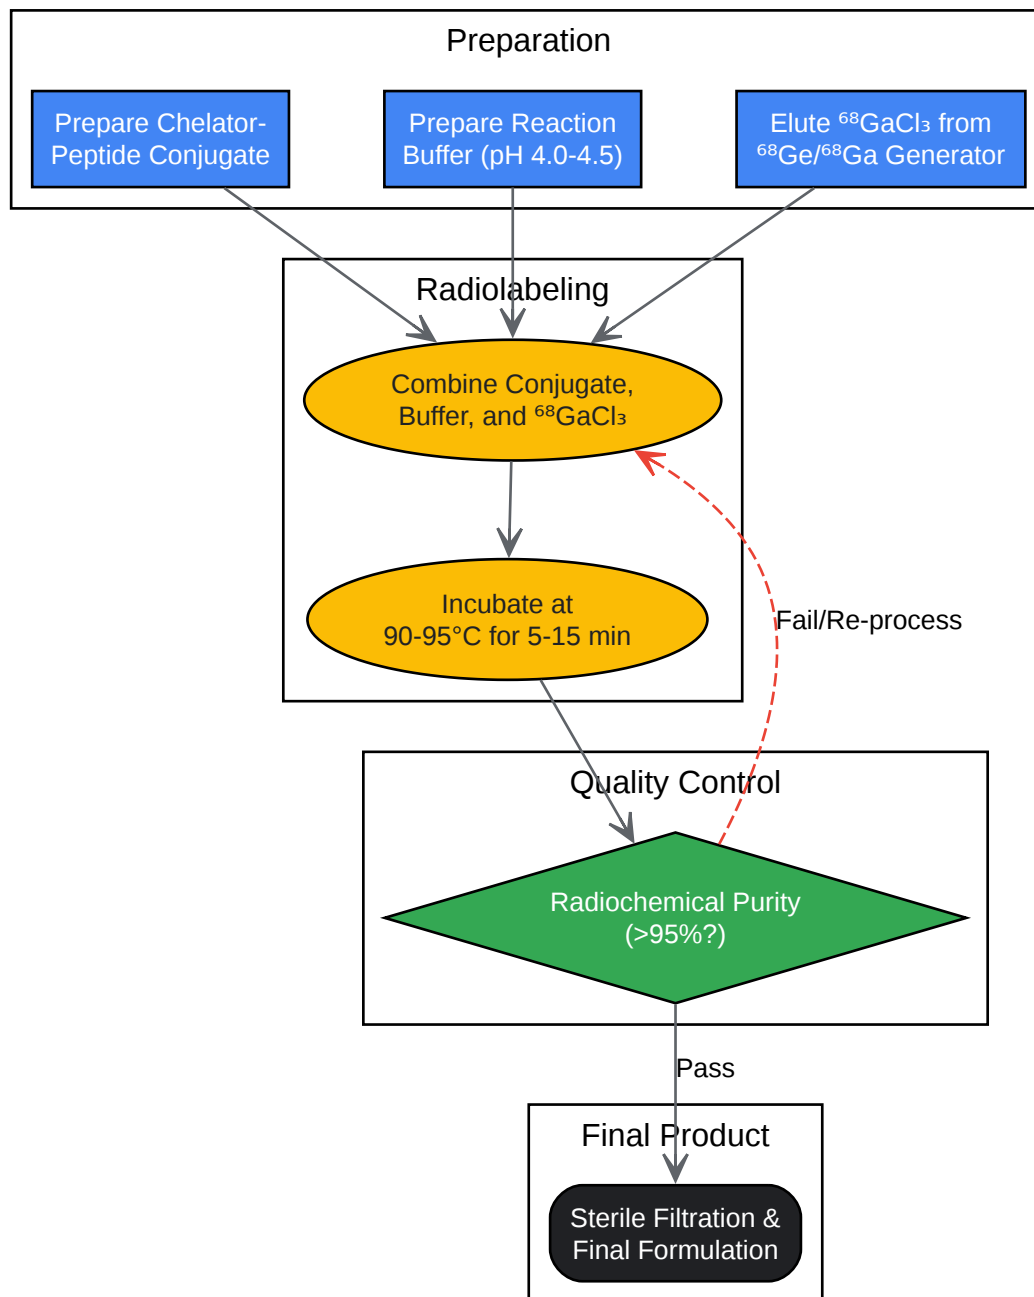 Preparation
Prepare Chelator-
Peptide Conjugate
Prepare Reaction
Buffer (pH 4.0-4.5)
Elute ⁶⁸GaCl₃ from
⁶⁸Ge/⁶⁸Ga Generator
Radiolabeling
Combine Conjugate,
Buffer, and ⁶⁸GaCl₃
Incubate at
90-95°C for 5-15 min
Fail/Re-process
Quality Control
Radiochemical Purity
(>95%?)
Pass
Final Product
Sterile Filtration &
Final Formulation